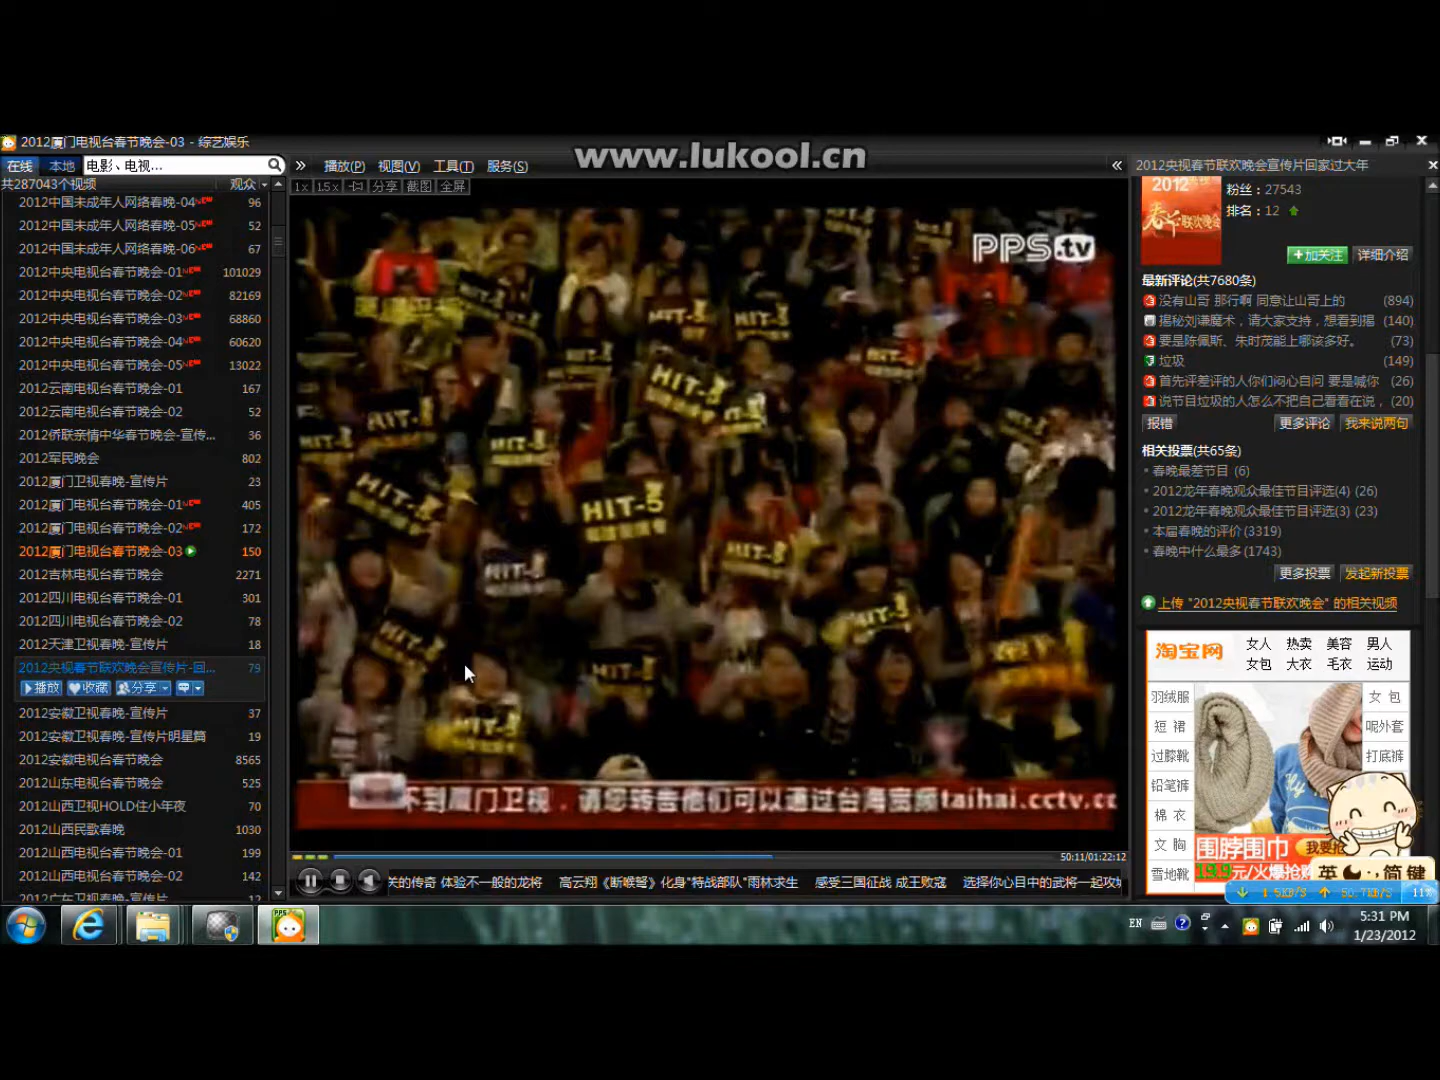 www.lukool.cn
2012厦门电视台春节晚会-03 - 综艺娱乐
在线 本地 电影、电视...
播放(P) 视图(V) 工具(T) 服务(S)
2012央视春节联欢晚会宣传片回家过大年
共287043个视频 观众
1x 1.5x 分享 截图 全屏
2012中国未成年人网络春晚-04 96
2012中国未成年人网络春晚-05 52
2012中国未成年人网络春晚-06 67
2012中央电视台春节晚会-01 101029
2012中央电视台春节晚会-02 82169
2012中央电视台春节晚会-03 68860
2012中央电视台春节晚会-04 60620
2012中央电视台春节晚会-05 13022
2012云南电视台春节晚会-01 167
2012云南电视台春节晚会-02 52
2012侨联亲情中华春节晚会-宣传... 36
2012军民晚会 802
2012厦门卫视春晚-宣传片 23
2012厦门电视台春节晚会-01 405
2012厦门电视台春节晚会-02 172
2012厦门电视台春节晚会-03 150
2012吉林电视台春节晚会 2271
2012四川电视台春节晚会-01 301
2012四川电视台春节晚会-02 78
2012天津卫视春晚-宣传片 18
2012央视春节联欢晚会宣传片-回... 79
播放 收藏 分享
2012安徽卫视春晚-宣传片 37
2012安徽卫视春晚-宣传片明星篇 19
2012安徽电视台春节晚会 8565
2012山东电视台春节晚会 525
2012山西卫视HOLD住小年夜 70
2012山西民歌春晚 1030
2012山西电视台春节晚会-01 199
2012山西电视台春节晚会-02 142
PPS.tv
HIT-5
不到厦门卫视，请您转告他们可以通过台海宽频taihai.cctv.cc
50:11/01:22:12
关的传奇 体验不一般的龙将 高云翔《断喉弩》化身"特战部队"雨林求生 感受三国征战 成王败寇 选择你心目中的武将一起攻城
2012
春节联欢晚会
粉丝：27543
排名：12
+加关注 详细介绍
最新评论(共7680条)
没有山哥 那行啊 同意让山哥上的 (894)
揭秘刘谦魔术，请大家支持，想看到揭 (140)
要是陈佩斯、朱时茂能上哪该多好。 (73)
垃圾 (149)
首先评差评的人你们闷心自问 要是喊你 (26)
说节目垃圾的人怎么不把自己看看在说， (20)
报错 更多评论 我来说两句
相关投票(共65条)
春晚最差节目 (6)
2012龙年春晚观众最佳节目评选(4) (26)
2012龙年春晚观众最佳节目评选(3) (23)
本届春晚的评价 (3319)
春晚中什么最多 (1743)
更多投票 发起新投票
上传 "2012央视春节联欢晚会" 的相关视频
淘宝网 女人 热卖 美容 男人
女包 大衣 毛衣 运动
羽绒服 女 包
短 裙 呢外套
过膝靴 打底裤
铅笔裤
棉 衣
文 胸 围脖围巾
雪地靴 19.9元/火爆抢购
英 简 键
11%
EN
5:31 PM
1/23/2012